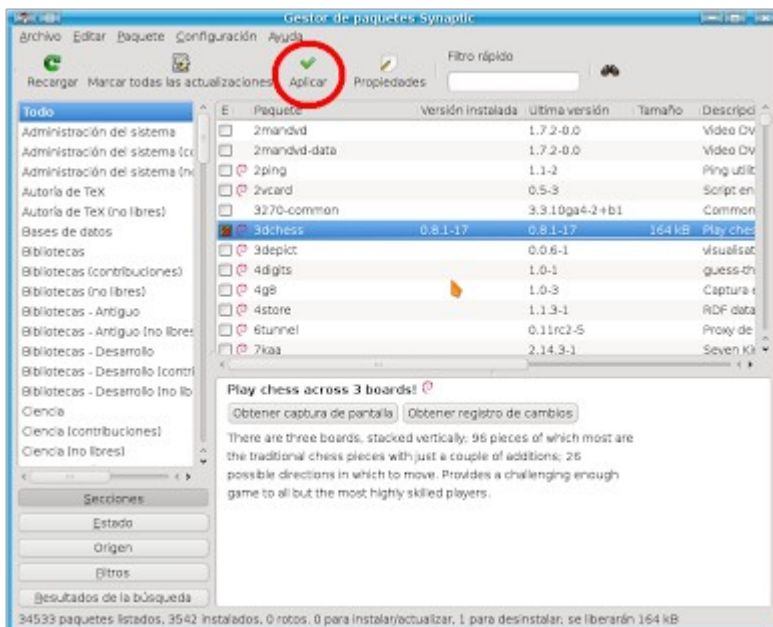 Gestor de paquetes Synaptic
Archivo Editar Paquete Configuración Ayuda
Recargar Marcar todas las actualizaciones Aplicar Propiedades Filtro rápido
Todo
Administración del sistema
Administración del sistema (co
Administración del sistema (no
Autoría de TeX
Autoría de TeX (no libres)
Bases de datos
Bibliotecas
Bibliotecas (contribuciones)
Bibliotecas (no libres)
Bibliotecas - Antiguo
Bibliotecas - Antiguo (no libres
Bibliotecas - Desarrollo
Bibliotecas - Desarrollo (contri
Bibliotecas - Desarrollo (no lib
Ciencia
Ciencia (contribuciones)
Ciencia (no libres)
Secciones
Estado
Origen
Filtros
Resultados de la búsqueda
E Paquete Versión instalada Última versión Tamaño Descripci
2mandvd 1.7.2-0.0 Video DV
2mandvd-data 1.7.2-0.0 Video DV
2ping 1.1-2 Ping utilit
2vcard 0.5-3 Script en
3270-common 3.3.10ga4-2+b1 Common
3dchess 0.8.1-17 0.8.1-17 164 kB Play ches
3depict 0.0.6-1 visualisat
4digits 1.0-1 guess-th
4g8 1.0-3 Captura e
4store 1.1.3-1 RDF data
6tunnel 0.11rc2-5 Proxy de
7kaa 2.14.3-1 Seven Ki
Play chess across 3 boards!
Obtener captura de pantalla Obtener registro de cambios
There are three boards, stacked vertically; 96 pieces of which most are
the traditional chess pieces with just a couple of additions; 26
possible directions in which to move. Provides a challenging enough
game to all but the most highly skilled players.
34533 paquetes listados, 3542 instalados, 0 rotos. 0 para instalar/actualizar, 1 para desinstalar; se liberarán 164 kB